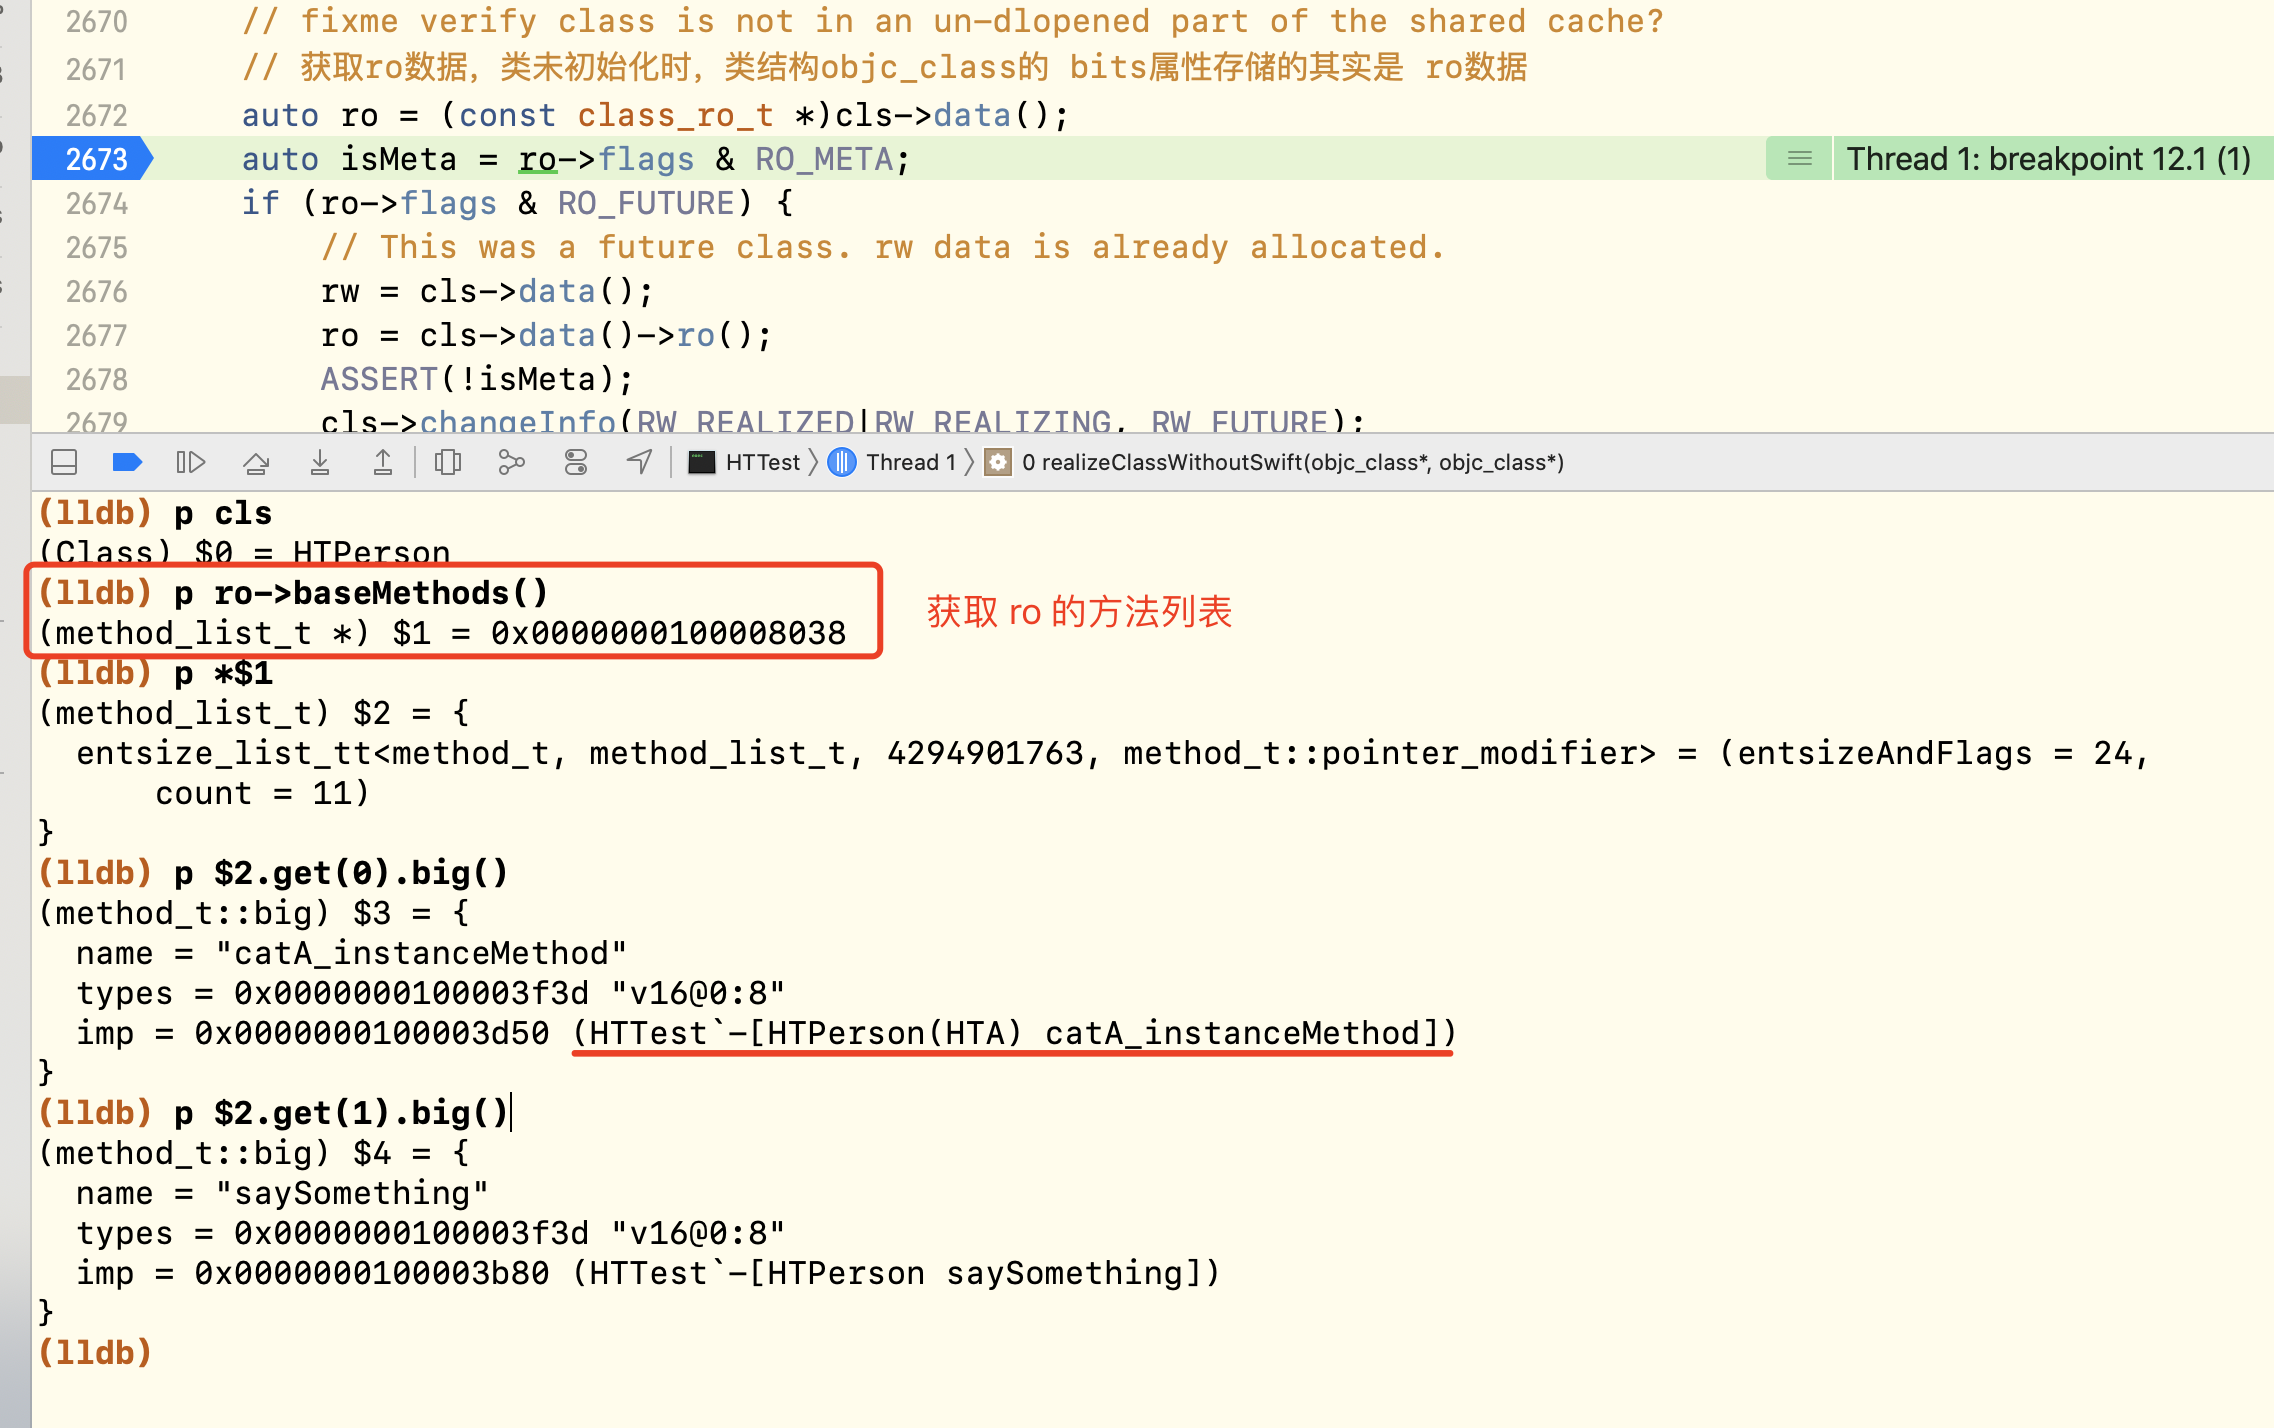 2670 // fixme verify class is not in an un-dlopened part of the shared cache?
2671 // 获取ro数据，类未初始化时，类结构objc_class的 bits属性存储的其实是 ro数据
2672 auto ro = (const class_ro_t *)cls->data();
2673 auto isMeta = ro->flags & RO_META; Thread 1: breakpoint 12.1 (1)
2674 if (ro->flags & RO_FUTURE) {
2675 // This was a future class. rw data is already allocated.
2676 rw = cls->data();
2677 ro = cls->data()->ro();
2678 ASSERT(!isMeta);
2679 cls->changeInfo(RW_REALIZED|RW_REALIZING, RW_FUTURE);
HTTest Thread 1 0 realizeClassWithoutSwift(objc_class*, objc_class*)
(lldb) p cls
(Class) $0 = HTPerson
(lldb) p ro->baseMethods()
获取 ro 的方法列表
(method_list_t *) $1 = 0x0000000100008038
(lldb) p *$1
(method_list_t) $2 = {
entsize_list_tt<method_t, method_list_t, 4294901763, method_t::pointer_modifier> = (entsizeAndFlags = 24,
count = 11)
}
(lldb) p $2.get(0).big()
(method_t::big) $3 = {
name = "catA_instanceMethod"
types = 0x0000000100003f3d "v16@0:8"
imp = 0x0000000100003d50 (HTTest`-[HTPerson(HTA) catA_instanceMethod])
}
(lldb) p $2.get(1).big()
(method_t::big) $4 = {
name = "saySomething"
types = 0x0000000100003f3d "v16@0:8"
imp = 0x0000000100003b80 (HTTest`-[HTPerson saySomething])
}
(lldb)